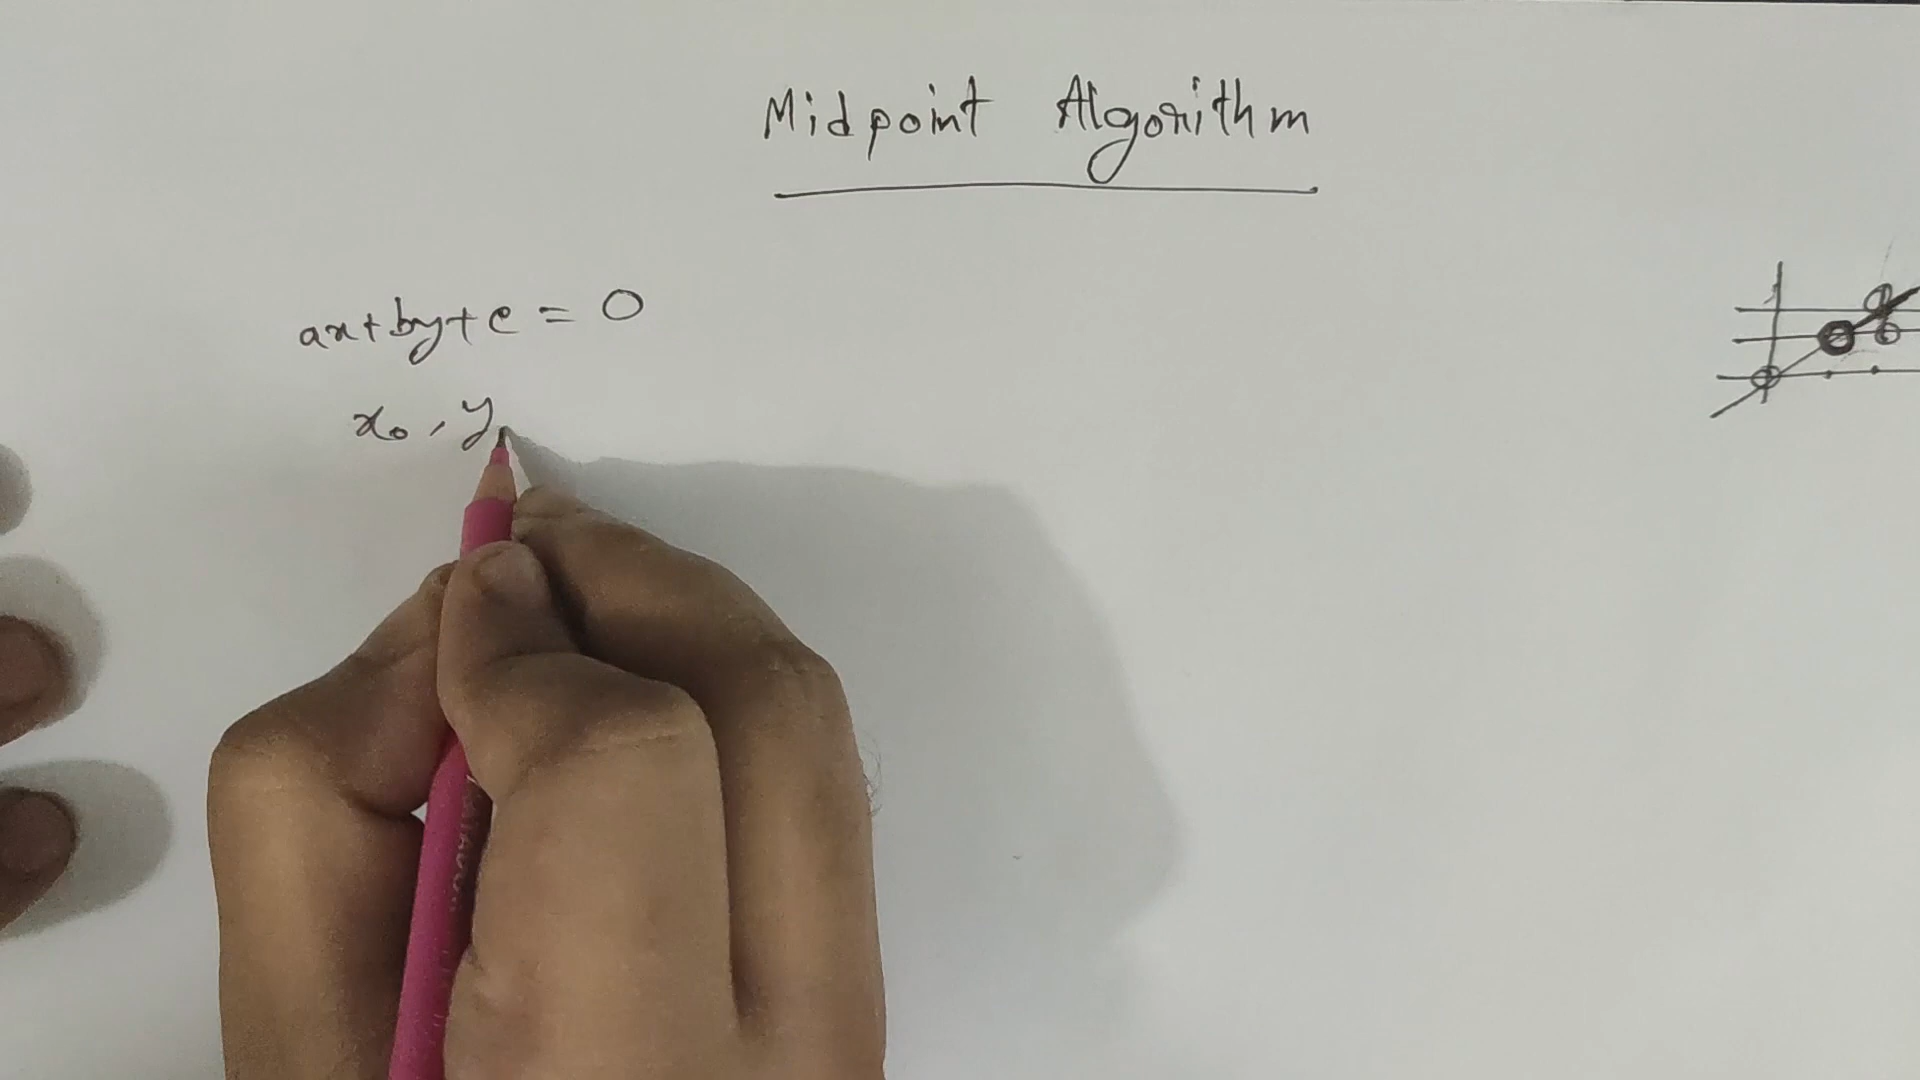 Midpoint Algorithm
ax+by+c = 0
x₀, y